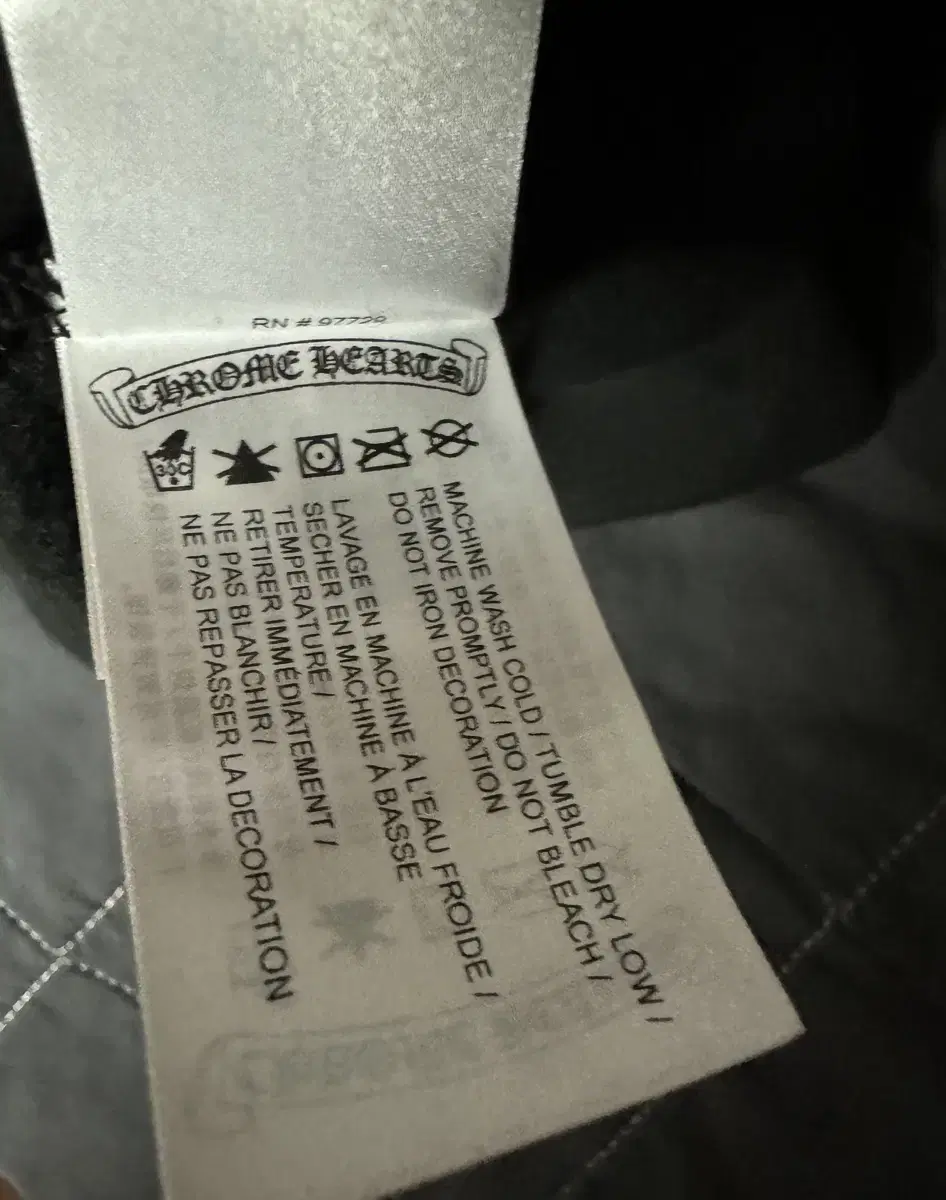 RN # 97729
CHROME HEARTS
30C
MACHINE WASH COLD / TUMBLE DRY LOW /
REMOVE PROMPTLY / DO NOT BLEACH /
DO NOT IRON DECORATION
LAVAGE EN MACHINE À L'EAU FROIDE /
SECHER EN MACHINE À BASSE
TEMPERATURE /
RETIRER IMMÉDIATEMENT /
NE PAS BLANCHIR /
NE PAS REPASSER LA DECORATION